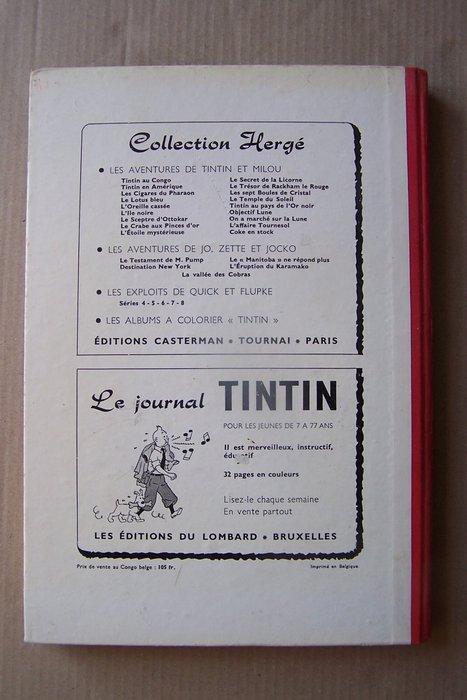 Collection Hergé
• LES AVENTURES DE TINTIN ET MILOU
Tintin au Congo
Tintin en Amérique
Les Cigares du Pharaon
Le Lotus bleu
L'Oreille cassée
L'Ile noire
Le Sceptre d'Ottokar
Le Crabe aux Pinces d'or
L'Étoile mystérieuse
Le Secret de la Licorne
Le Trésor de Rackham le Rouge
Les sept Boules de Cristal
Le Temple du Soleil
Tintin au pays de l'Or noir
Objectif Lune
On a marché sur la Lune
L'affaire Tournesol
Coke en stock
• LES AVENTURES DE JO, ZETTE ET JOCKO
Le Testament de M. Pump
Destination New York
Le « Manitoba » ne répond plus
L'Éruption du Karamako
La vallée des Cobras
• LES EXPLOITS DE QUICK ET FLUPKE
Séries 4 - 5 - 6 - 7 - 8
• LES ALBUMS A COLORIER « TINTIN »
ÉDITIONS CASTERMAN • TOURNAI • PARIS
Le journal TINTIN
POUR LES JEUNES DE 7 A 77 ANS
Il est merveilleux, instructif,
32 pages en couleurs
Lisez-le chaque semaine
En vente partout
LES ÉDITIONS DU LOMBARD • BRUXELLES
Prix de vente au Congo belge : 105 fr.
Imprimé en Belgique.